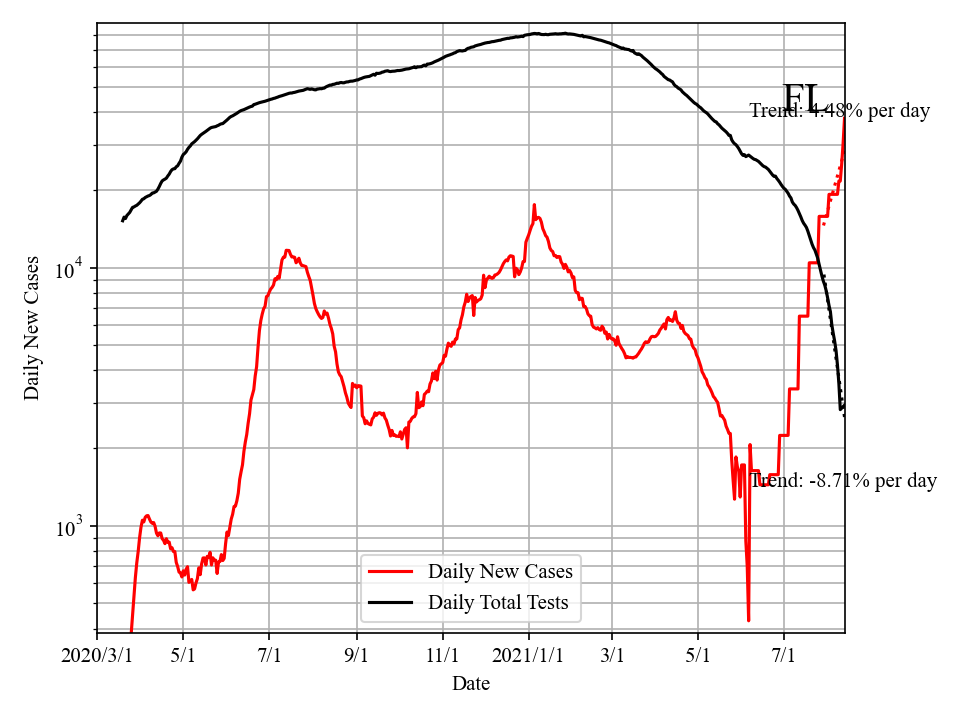 FL
Trend: 4.48% per day
Daily New Cases
10^4
10^3
Trend: -8.71% per day
Daily New Cases
Daily Total Tests
2020/3/1 5/1 7/1 9/1 11/1 2021/1/1 3/1 5/1 7/1
Date